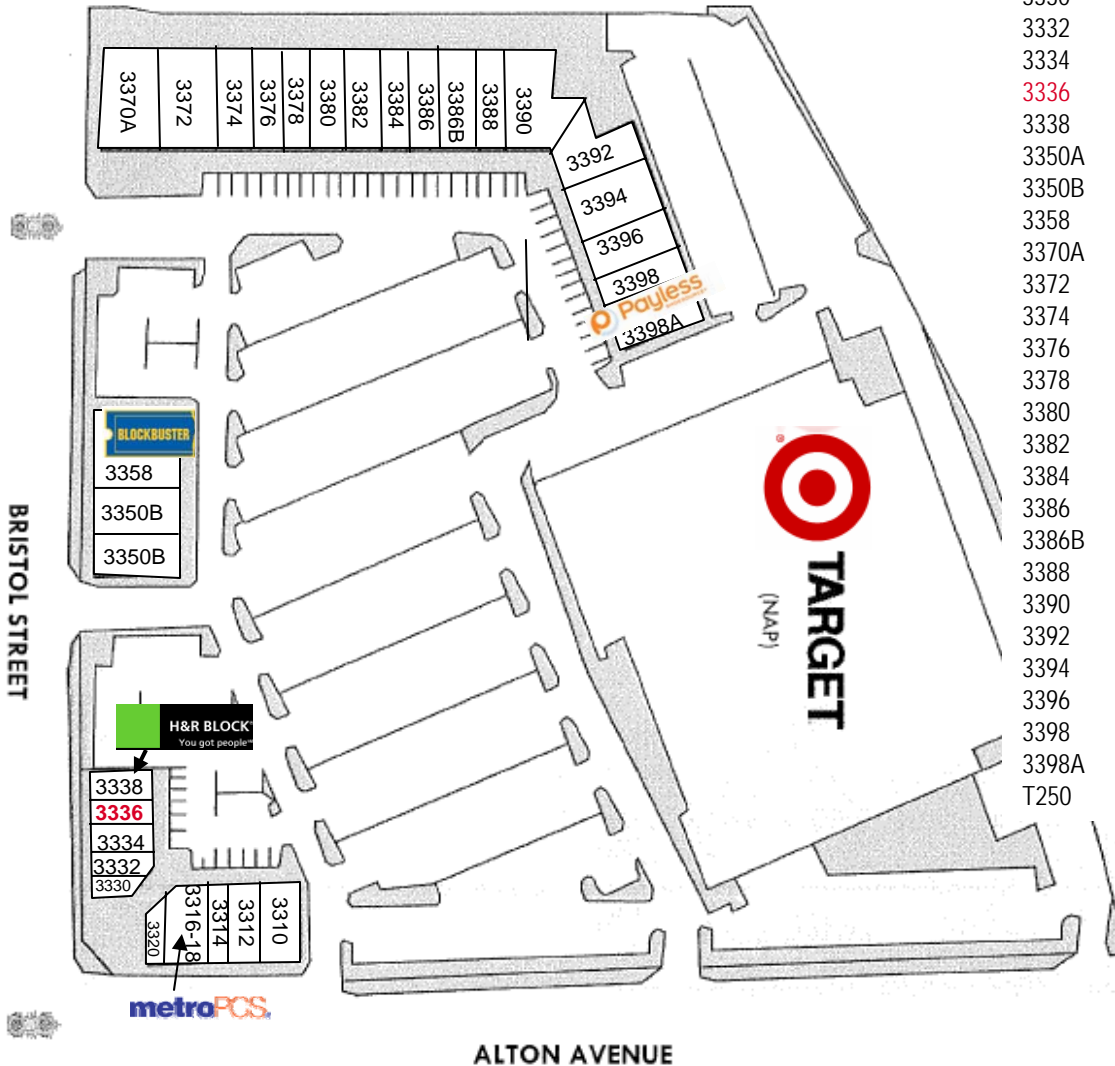 3370A
3372
3374
3376
3378
3380
3382
3384
3386
3386B
3388
3390
3392
3394
3396
3398
Payless
3398A
BLOCKBUSTER
3358
3350B
3350B
BRISTOL STREET
TARGET
(NAP)
H&R BLOCK
You got people
3338
3336
3334
3332
3330
3320
3316-18
3314
3312
3310
metroPCS.
ALTON AVENUE
3332
3334
3336
3338
3350A
3350B
3358
3370A
3372
3374
3376
3378
3380
3382
3384
3386
3386B
3388
3390
3392
3394
3396
3398
3398A
T250